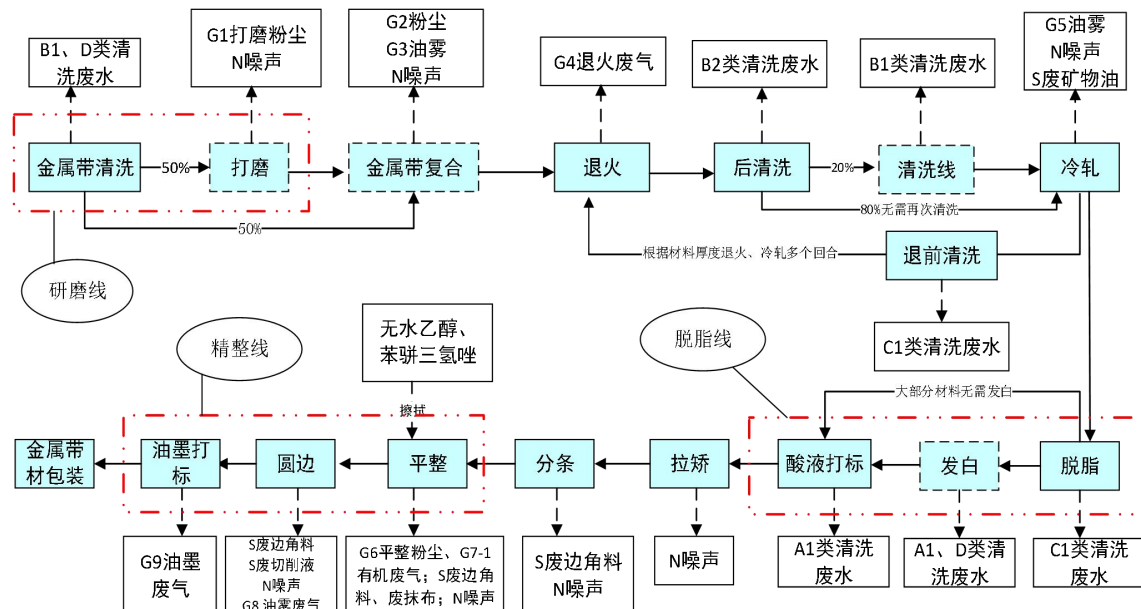 B1、D类清
洗废水
G1打磨粉尘
N噪声
G2粉尘
G3油雾
N噪声
G4退火废气
B2类清洗废水
B1类清洗废水
G5油雾
N噪声
S废矿物油
金属带清洗
50%
打磨
金属带复合
退火
后清洗
20%
清洗线
冷轧
50%
80%无需再次清洗
根据材料厚度退火、冷轧多个回合
退前清洗
研磨线
C1类清洗废水
精整线
无水乙醇、
苯骈三氢唑
脱脂线
擦拭
大部分材料无需发白
金属带
材包装
油墨打
标
圆边
平整
分条
拉矫
酸液打标
发白
脱脂
G9油墨
废气
S废边角料
S废切削液
N噪声
G8 油雾废气
G6平整粉尘、G7-1
有机废气；S废边角
料、废抹布；N噪声
S废边角料
N噪声
N噪声
A1类清洗
废水
A1、D类清
洗废水
C1类清洗
废水